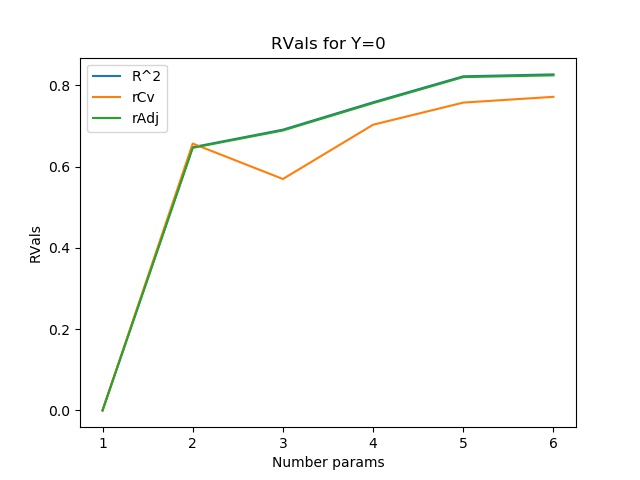 RVals for Y=0
R^2
rCv
rAdj
0.8
0.6
0.4
0.2
0.0
RVals
1 2 3 4 5 6
Number params